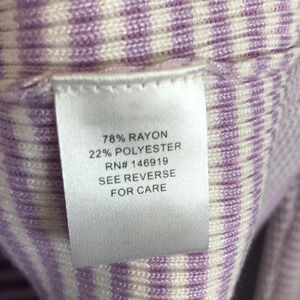 78% RAYON
22% POLYESTER
RN# 146919
SEE REVERSE
FOR CARE